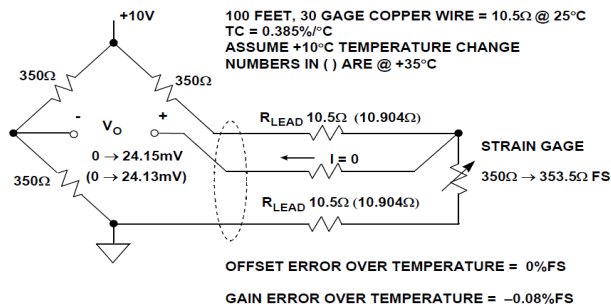 +10V
100 FEET, 30 GAGE COPPER WIRE = 10.5Ω @ 25°C
TC = 0.385%/°C
ASSUME +10°C TEMPERATURE CHANGE
NUMBERS IN ( ) ARE @ +35°C
350Ω
350Ω
- VO +
RLEAD 10.5Ω (10.904Ω)
0 → 24.15mV
(0 → 24.13mV)
I = 0
STRAIN GAGE
350Ω → 353.5Ω FS
350Ω
RLEAD 10.5Ω (10.904Ω)
OFFSET ERROR OVER TEMPERATURE = 0%FS
GAIN ERROR OVER TEMPERATURE = –0.08%FS